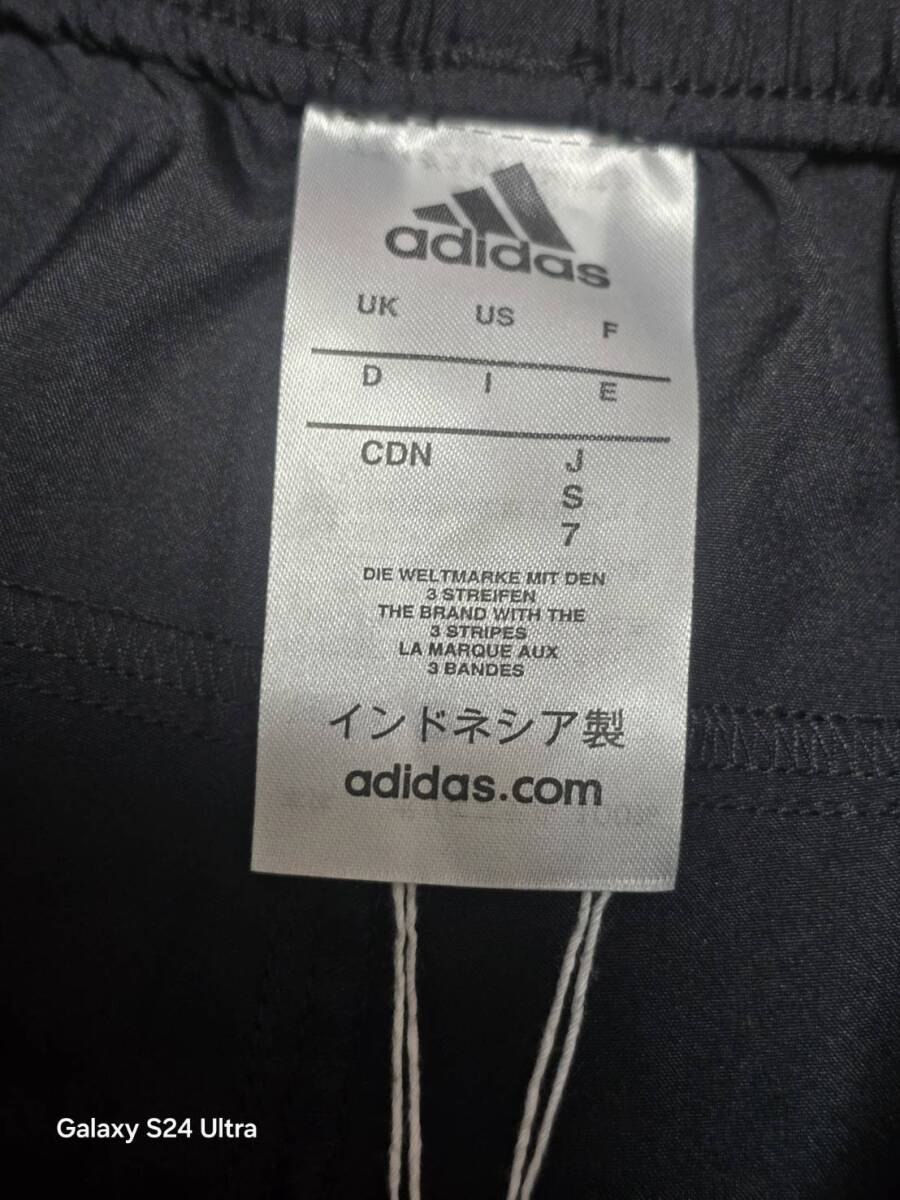 adidas
UK US F
D I E
CDN J
S
7
DIE WELTMARKE MIT DEN
3 STREIFEN
THE BRAND WITH THE
3 STRIPES
LA MARQUE AUX
3 BANDES
インドネシア製
adidas.com
Galaxy S24 Ultra